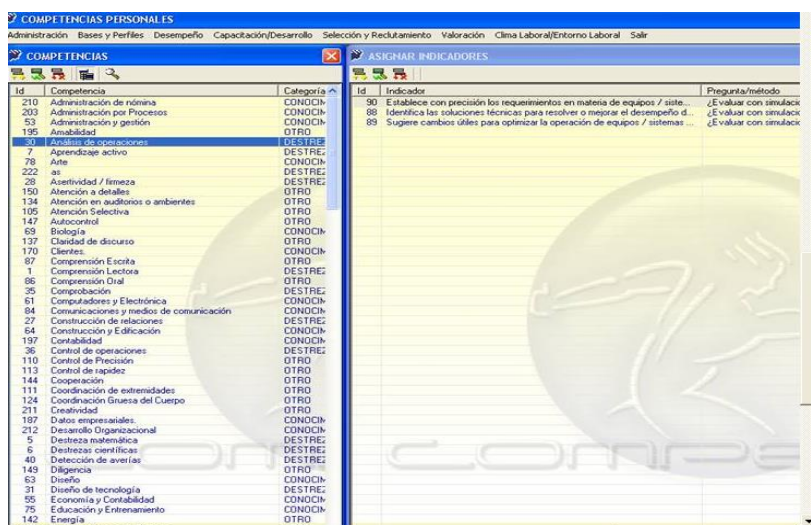 COMPETENCIAS PERSONALES
Administración Bases y Perfiles Desempeño Capacitación/Desarrollo Selección y Reclutamiento Valoración Clima Laboral/Entorno Laboral Salir
COMPETENCIAS
Id Competencia Categoría
210 Administración de nómina CONOCIM
203 Administración por Procesos CONOCIM
53 Administración y gestión CONOCIM
195 Amabilidad OTRO
30 Análisis de operaciones DESTREZ
7 Aprendizaje activo DESTREZ
78 Arte CONOCIM
222 as DESTREZ
28 Asertividad / firmeza DESTREZ
150 Atención a detalles OTRO
134 Atención en auditorios o ambientes OTRO
105 Atención Selectiva OTRO
147 Autocontrol OTRO
69 Biología CONOCIM
137 Claridad de discurso OTRO
170 Clientes. CONOCIM
87 Comprensión Escrita OTRO
1 Comprensión Lectora DESTREZ
86 Comprensión Oral OTRO
35 Comprobación DESTREZ
61 Computadores y Electrónica CONOCIM
84 Comunicaciones y medios de comunicación CONOCIM
27 Construcción de relaciones DESTREZ
64 Construcción y Edificación CONOCIM
197 Contabilidad CONOCIM
36 Control de operaciones DESTREZ
110 Control de Precisión OTRO
113 Control de rapidez OTRO
144 Cooperación OTRO
111 Coordinación de extremidades OTRO
124 Coordinación Gruesa del Cuerpo OTRO
211 Creatividad OTRO
187 Datos empresariales. CONOCIM
212 Desarrollo Organizacional CONOCIM
5 Destreza matemática DESTREZ
6 Destrezas científicas DESTREZ
40 Detección de averías DESTREZ
149 Diligencia OTRO
63 Diseño CONOCIM
31 Diseño de tecnología DESTREZ
55 Economía y Contabilidad CONOCIM
75 Educación y Entrenamiento CONOCIM
142 Energía OTRO
ASIGNAR INDICADORES
Id Indicador Pregunta/método
90 Establece con precisión los requerimientos en materia de equipos / siste... ¿Evaluar con simulacio
88 Identifica las soluciones técnicas para resolver o mejorar el desempeño d... ¿Evaluar con simulacio
89 Sugiere cambios útiles para optimizar la operación de equipos / sistemas ... ¿Evaluar con simulacio